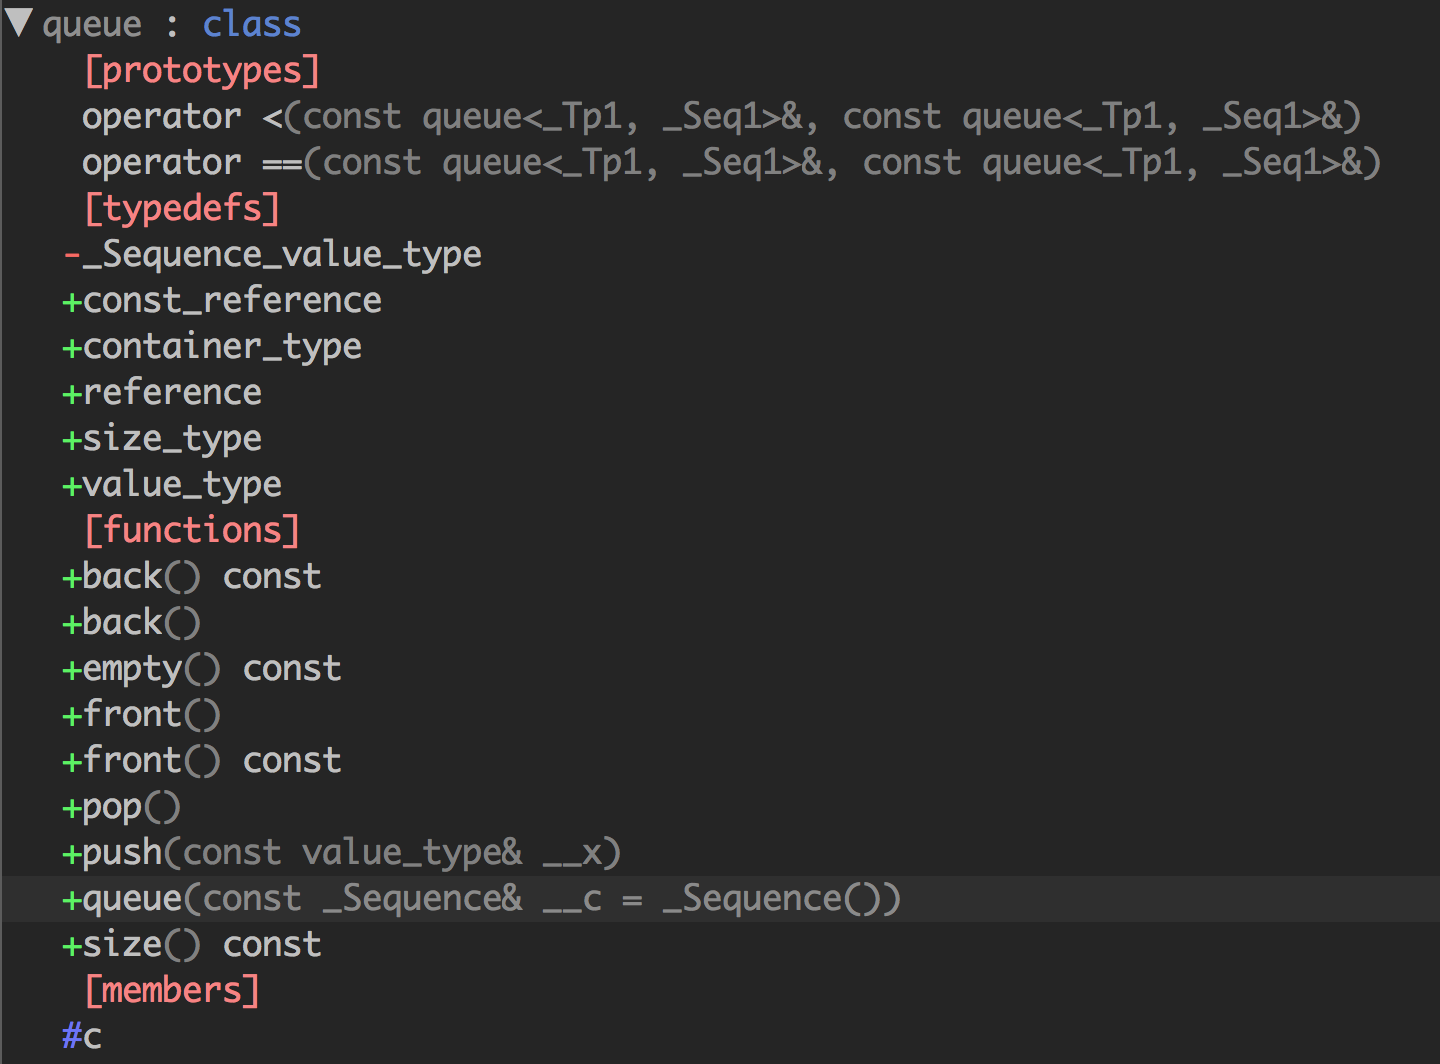 ▼queue : class
[prototypes]
operator <(const queue<_Tp1, _Seq1>&, const queue<_Tp1, _Seq1>&)
operator ==(const queue<_Tp1, _Seq1>&, const queue<_Tp1, _Seq1>&)
[typedefs]
-_Sequence_value_type
+const_reference
+container_type
+reference
+size_type
+value_type
[functions]
+back() const
+back()
+empty() const
+front()
+front() const
+pop()
+push(const value_type& __x)
+queue(const _Sequence& __c = _Sequence())
+size() const
[members]
#c